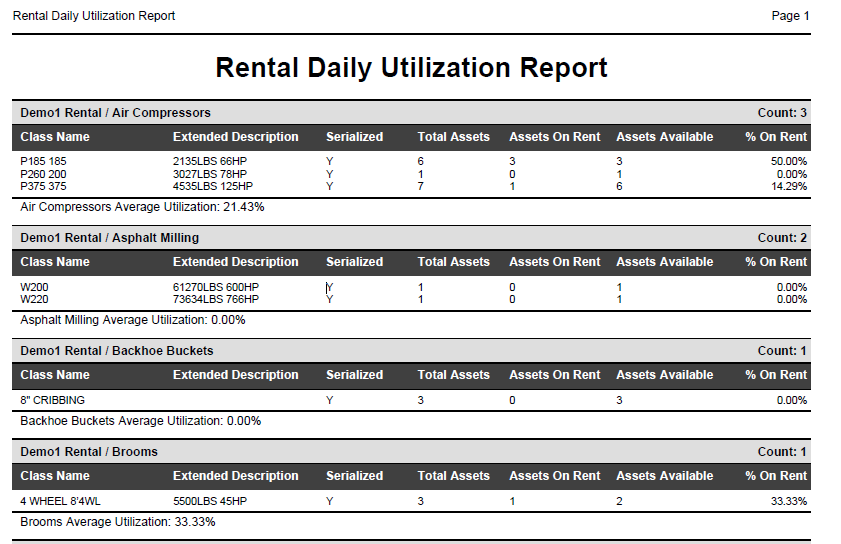 Rental Daily Utilization Report Page 1
Rental Daily Utilization Report
Demo1 Rental / Air Compressors Count: 3
Class Name Extended Description Serialized Total Assets Assets On Rent Assets Available % On Rent
P185 185 2135LBS 66HP Y 6 3 3 50.00%
P260 200 3027LBS 78HP Y 1 0 1 0.00%
P375 375 4535LBS 125HP Y 7 1 6 14.29%
Air Compressors Average Utilization: 21.43%
Demo1 Rental / Asphalt Milling Count: 2
Class Name Extended Description Serialized Total Assets Assets On Rent Assets Available % On Rent
W200 61270LBS 600HP Y 1 0 1 0.00%
W220 73634LBS 766HP Y 1 0 1 0.00%
Asphalt Milling Average Utilization: 0.00%
Demo1 Rental / Backhoe Buckets Count: 1
Class Name Extended Description Serialized Total Assets Assets On Rent Assets Available % On Rent
8" CRIBBING Y 3 0 3 0.00%
Backhoe Buckets Average Utilization: 0.00%
Demo1 Rental / Brooms Count: 1
Class Name Extended Description Serialized Total Assets Assets On Rent Assets Available % On Rent
4 WHEEL 8'4WL 5500LBS 45HP Y 3 1 2 33.33%
Brooms Average Utilization: 33.33%